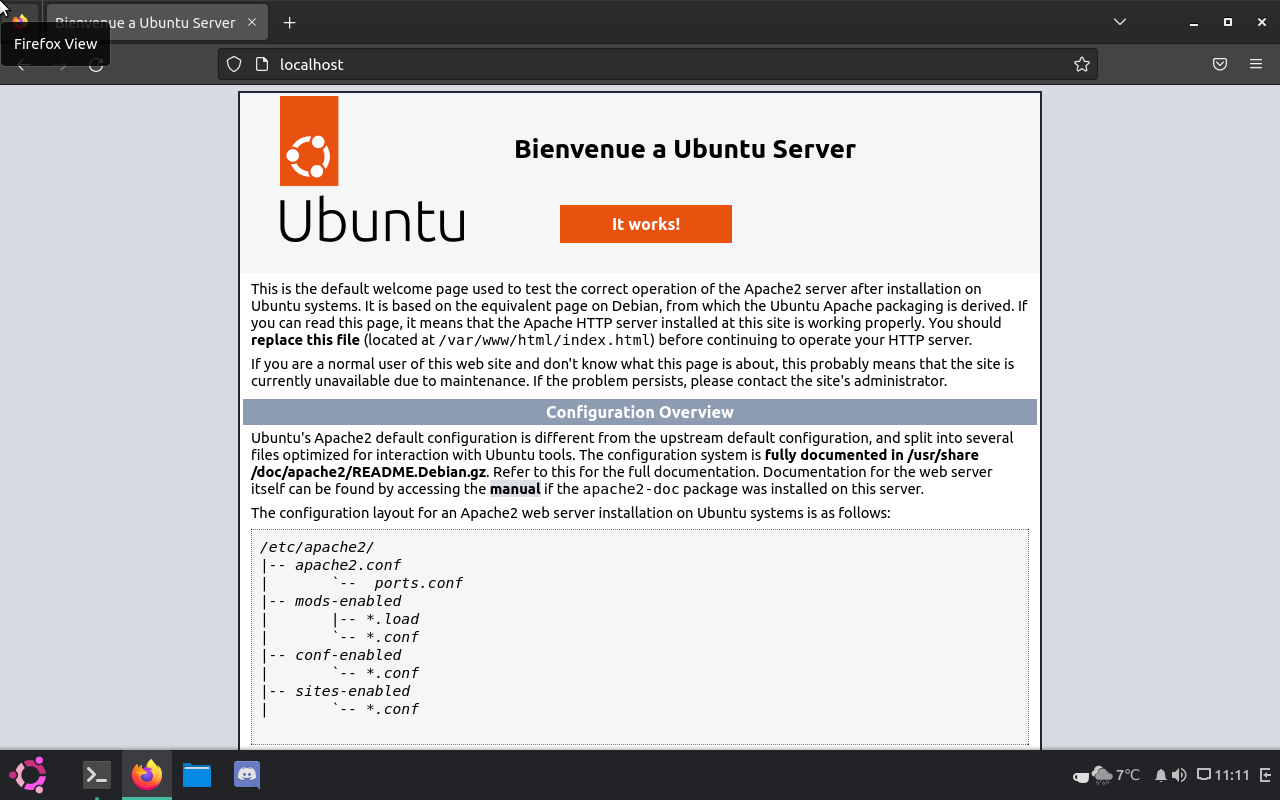 Bienvenue a Ubuntu Server
Firefox View
localhost
Bienvenue a Ubuntu Server
Ubuntu
It works!
This is the default welcome page used to test the correct operation of the Apache2 server after installation on
Ubuntu systems. It is based on the equivalent page on Debian, from which the Ubuntu Apache packaging is derived. If
you can read this page, it means that the Apache HTTP server installed at this site is working properly. You should
replace this file (located at /var/www/html/index.html) before continuing to operate your HTTP server.
If you are a normal user of this web site and don't know what this page is about, this probably means that the site is
currently unavailable due to maintenance. If the problem persists, please contact the site's administrator.
Configuration Overview
Ubuntu's Apache2 default configuration is different from the upstream default configuration, and split into several
files optimized for interaction with Ubuntu tools. The configuration system is fully documented in /usr/share
/doc/apache2/README.Debian.gz. Refer to this for the full documentation. Documentation for the web server
itself can be found by accessing the manual if the apache2-doc package was installed on this server.
The configuration layout for an Apache2 web server installation on Ubuntu systems is as follows:
/etc/apache2/
|-- apache2.conf
|       `--  ports.conf
|-- mods-enabled
|       |-- *.load
|       `-- *.conf
|-- conf-enabled
|       `-- *.conf
|-- sites-enabled
|       `-- *.conf
7°C
11:11